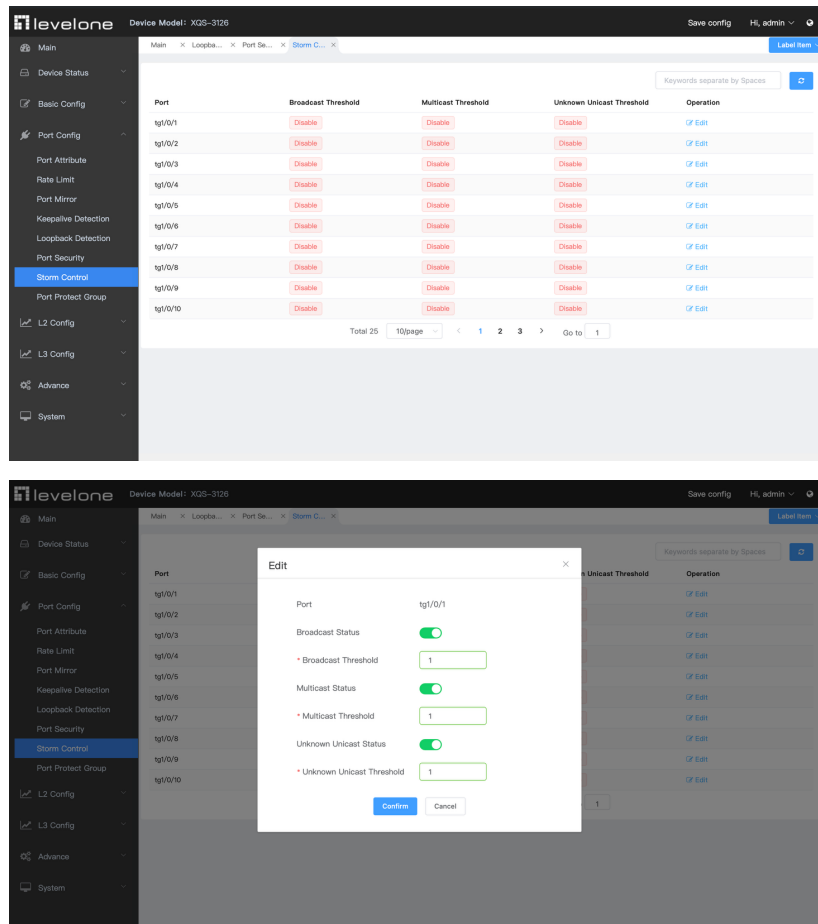 levelone Device Model: XQS-3126 Save config Hi, admin
Main Main × Loopba... × Port Se... × Storm C... × Label Item
Device Status
Keywords separate by Spaces
Basic Config
Port Broadcast Threshold Multicast Threshold Unknown Unicast Threshold Operation
tg1/0/1 Disable Disable Disable Edit
Port Config
tg1/0/2 Disable Disable Disable Edit
Port Attribute
tg1/0/3 Disable Disable Disable Edit
Rate Limit
tg1/0/4 Disable Disable Disable Edit
Port Mirror
tg1/0/5 Disable Disable Disable Edit
Keepalive Detection
tg1/0/6 Disable Disable Disable Edit
Loopback Detection
tg1/0/7 Disable Disable Disable Edit
Port Security
tg1/0/8 Disable Disable Disable Edit
Storm Control
tg1/0/9 Disable Disable Disable Edit
Port Protect Group
tg1/0/10 Disable Disable Disable Edit
L2 Config
Total 25 10/page 1 2 3 Go to 1
L3 Config
Advance
System
levelone Device Model: XQS-3126 Save config Hi, admin
Main Main × Loopba... × Port Se... × Storm C... × Label Item
Device Status
Keywords separate by Spaces
Edit
Basic Config
Port n Unicast Threshold Operation
tg1/0/1 Edit
Port Config
Port tg1/0/1
tg1/0/2 Edit
Port Attribute
Broadcast Status
tg1/0/3 Edit
Rate Limit
* Broadcast Threshold 1
tg1/0/4 Edit
Port Mirror
tg1/0/5 Edit
Keepalive Detection
Multicast Status
tg1/0/6 Edit
Loopback Detection
* Multicast Threshold 1
tg1/0/7 Edit
Port Security
tg1/0/8 Edit
Unknown Unicast Status
Storm Control
tg1/0/9 Edit
Port Protect Group
* Unknown Unicast Threshold 1
tg1/0/10 Edit
L2 Config
Confirm Cancel 1
L3 Config
Advance
System